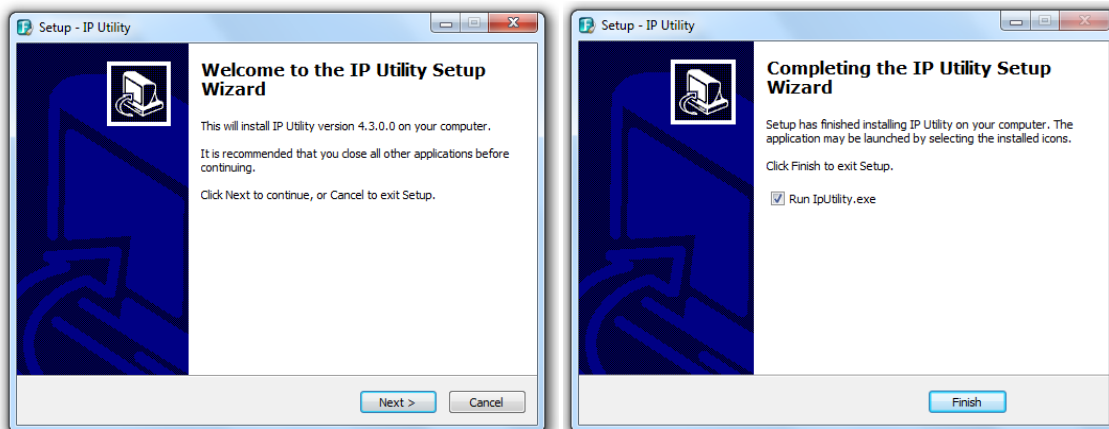 Setup - IP Utility
Welcome to the IP Utility Setup
Wizard
This will install IP Utility version 4.3.0.0 on your computer.
It is recommended that you close all other applications before
continuing.
Click Next to continue, or Cancel to exit Setup.
Next >
Cancel
Setup - IP Utility
Completing the IP Utility Setup
Wizard
Setup has finished installing IP Utility on your computer. The
application may be launched by selecting the installed icons.
Click Finish to exit Setup.
Run IpUtility.exe
Finish